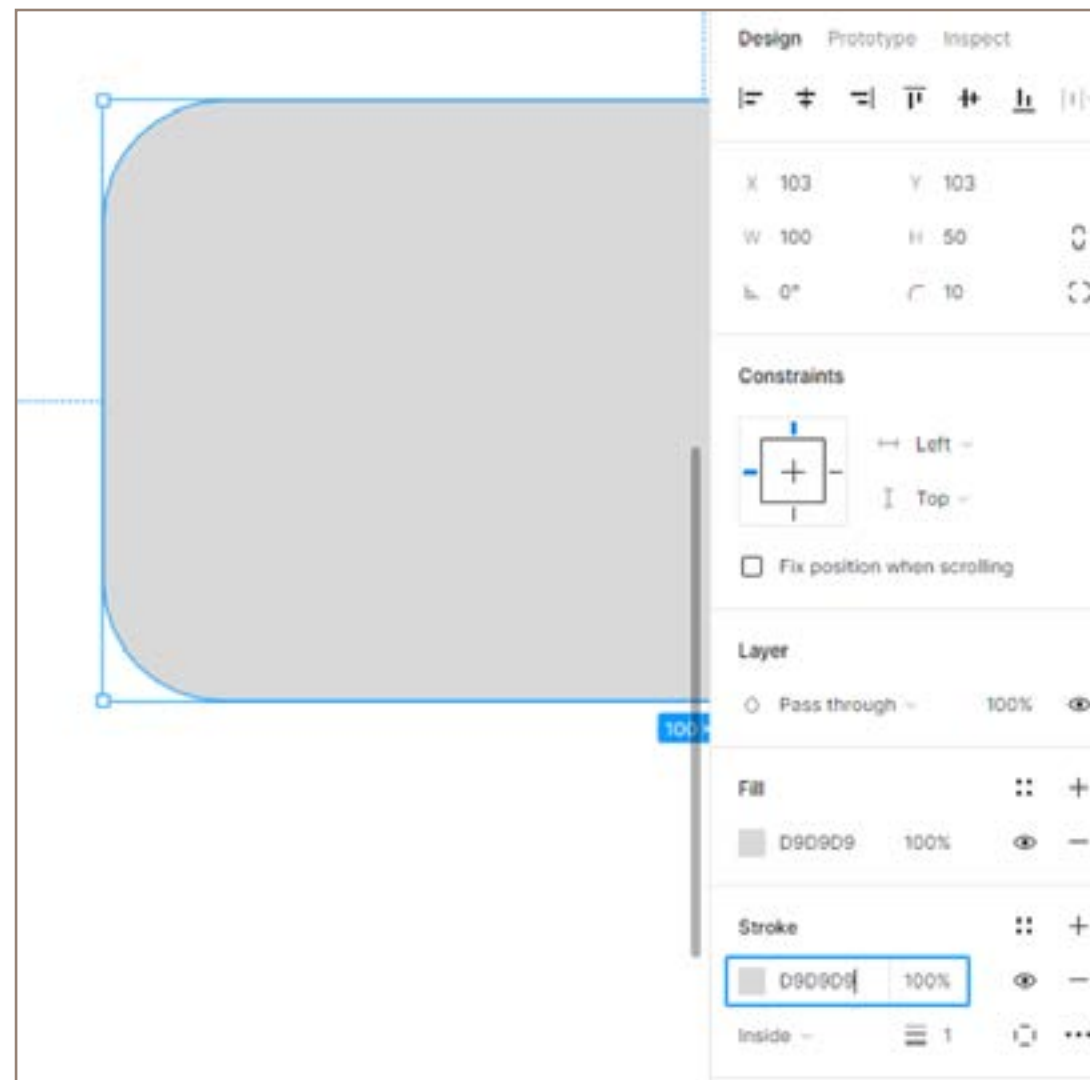 Design Prototype Inspect
X 103 Y 103
W 100 H 50
0° 10
Constraints
Left
Top
Fix position when scrolling
Layer
Pass through 100%
100 ×
Fill
D9D9D9 100%
Stroke
D9D9D9 100%
Inside 1